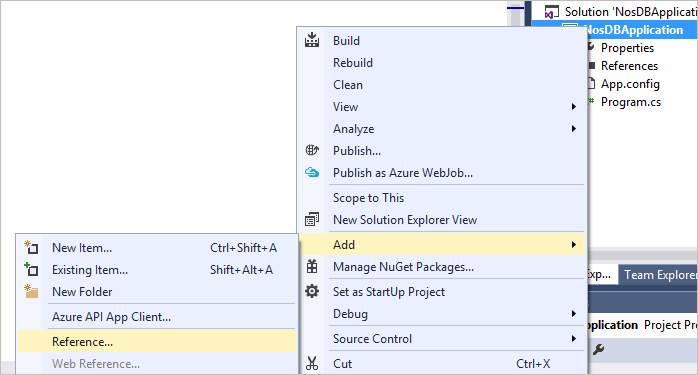 Solution 'NosDBApplication
NosDBApplication
Properties
References
App.config
Program.cs
Build
Rebuild
Clean
View
Analyze
Publish...
Publish as Azure WebJob...
Scope to This
New Solution Explorer View
Add
Manage NuGet Packages...
Set as StartUp Project
Debug
Source Control
Cut Ctrl+X
New Item... Ctrl+Shift+A
Existing Item... Shift+Alt+A
New Folder
Azure API App Client...
Reference...
Web Reference...
Exp... Team Explorer
pplication Project Pro